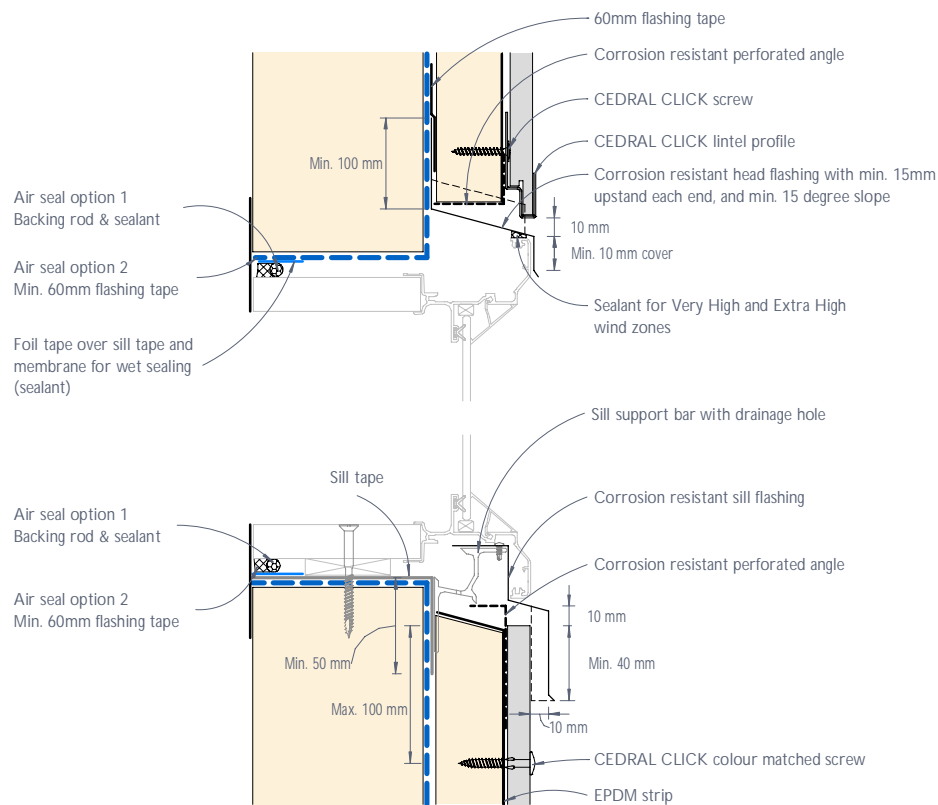 60mm flashing tape
Corrosion resistant perforated angle
CEDRAL CLICK screw
CEDRAL CLICK lintel profile
Min. 100 mm
Corrosion resistant head flashing with min. 15mm
upstand each end, and min. 15 degree slope
Air seal option 1
Backing rod & sealant
10 mm
Min. 10 mm cover
Air seal option 2
Min. 60mm flashing tape
Sealant for Very High and Extra High
wind zones
Foil tape over sill tape and
membrane for wet sealing
(sealant)
Sill support bar with drainage hole
Sill tape
Corrosion resistant sill flashing
Air seal option 1
Backing rod & sealant
Corrosion resistant perforated angle
Air seal option 2
Min. 60mm flashing tape
10 mm
Min. 50 mm
Min. 40 mm
Max. 100 mm
10 mm
CEDRAL CLICK colour matched screw
EPDM strip